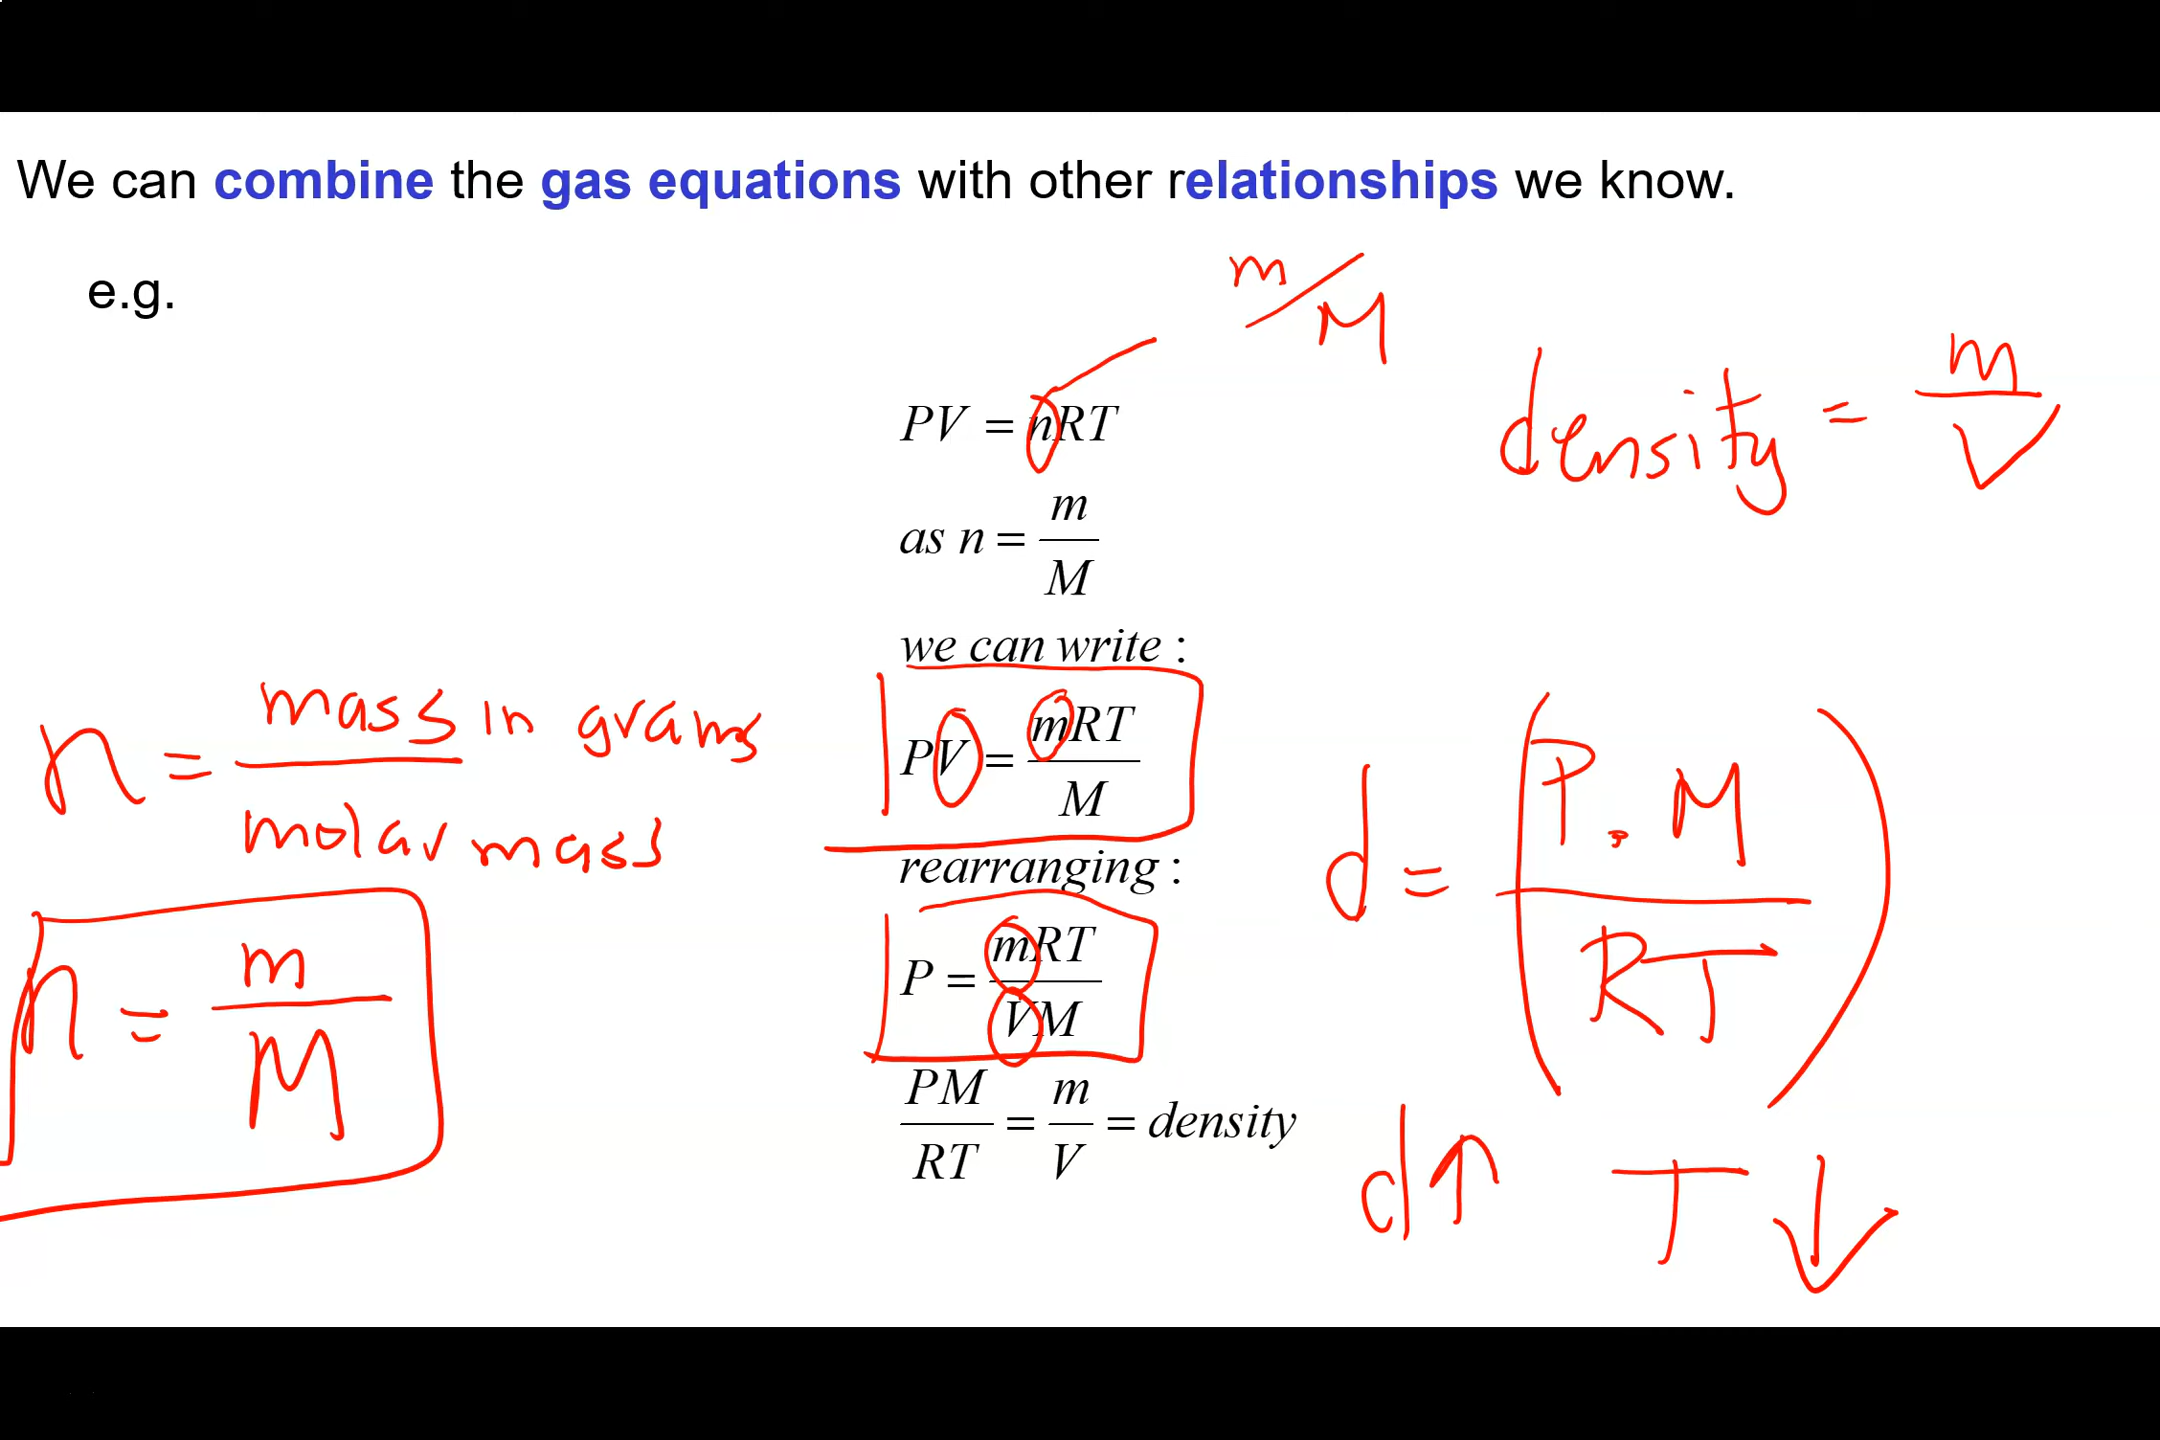 We can combine the gas equations with other relationships we know.
e.g.
m/M
PV = nRT
density = m/V
as n = m/M
we can write :
n = mass in grams / molar mass
PV = mRT/M
rearranging :
d = (P.M/RT)
n = m/M
P = mRT/VM
PM/RT = m/V = density
d↑ T↓